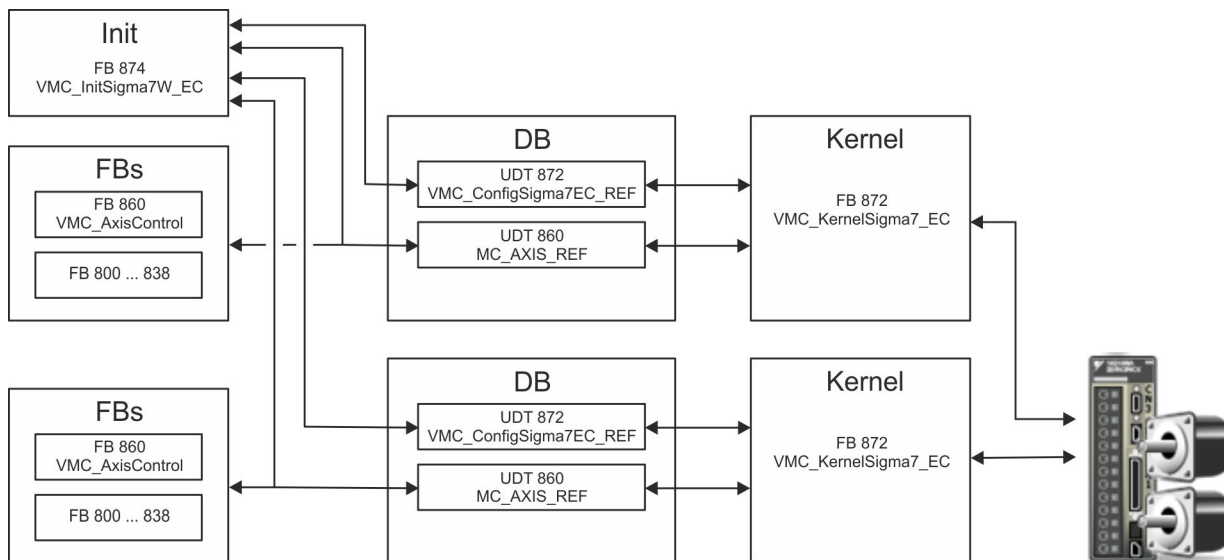 Init
FB 874
VMC_InitSigma7W_EC
FBs
FB 860
VMC_AxisControl
FB 800 ... 838
DB
UDT 872
VMC_ConfigSigma7EC_REF
UDT 860
MC_AXIS_REF
Kernel
FB 872
VMC_KernelSigma7_EC
FBs
FB 860
VMC_AxisControl
FB 800 ... 838
DB
UDT 872
VMC_ConfigSigma7EC_REF
UDT 860
MC_AXIS_REF
Kernel
FB 872
VMC_KernelSigma7_EC